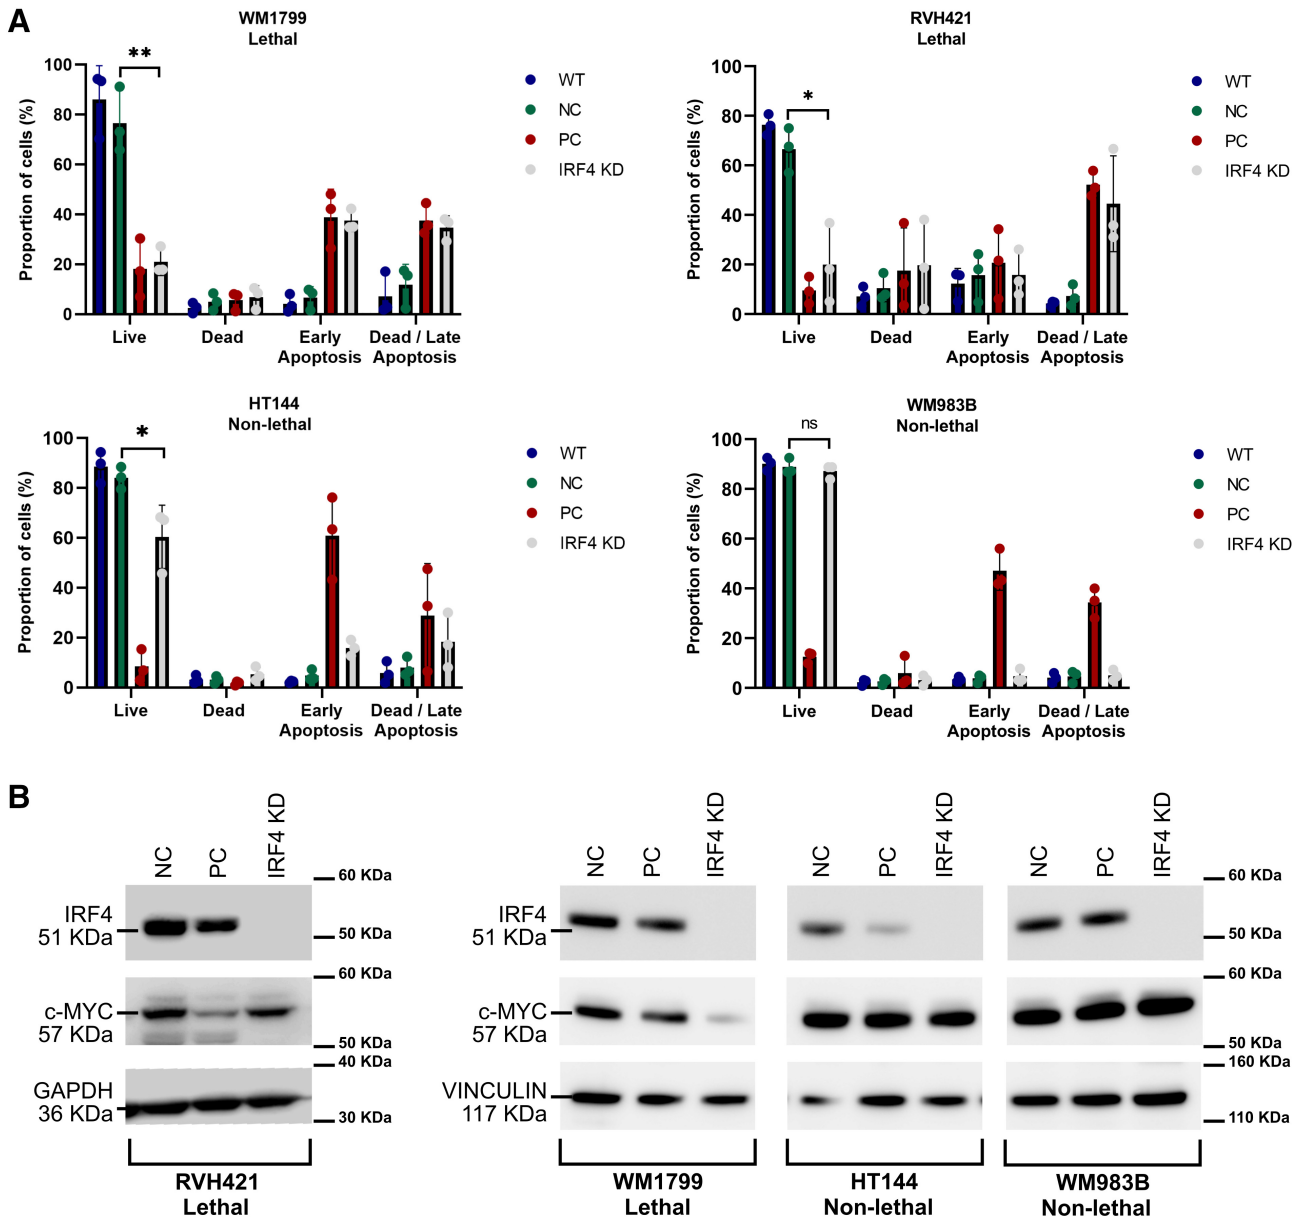 A
WM1799
Lethal
**
Proportion of cells (%)
100
80
60
40
20
0
Live
Dead
Early
Apoptosis
Dead / Late
Apoptosis
WT
NC
PC
IRF4 KD
RVH421
Lethal
*
Proportion of cells (%)
100
80
60
40
20
0
Live
Dead
Early
Apoptosis
Dead / Late
Apoptosis
WT
NC
PC
IRF4 KD
HT144
Non-lethal
*
Proportion of cells (%)
100
80
60
40
20
0
Live
Dead
Early
Apoptosis
Dead / Late
Apoptosis
WT
NC
PC
IRF4 KD
WM983B
Non-lethal
ns
Proportion of cells (%)
100
80
60
40
20
0
Live
Dead
Early
Apoptosis
Dead / Late
Apoptosis
WT
NC
PC
IRF4 KD
B
NC
PC
IRF4 KD
60 KDa
IRF4
51 KDa
50 KDa
60 KDa
c-MYC
57 KDa
50 KDa
40 KDa
GAPDH
36 KDa
30 KDa
RVH421
Lethal
NC
PC
IRF4 KD
NC
PC
IRF4 KD
NC
PC
IRF4 KD
60 KDa
IRF4
51 KDa
50 KDa
60 KDa
c-MYC
57 KDa
50 KDa
160 KDa
VINCULIN
117 KDa
110 KDa
WM1799
Lethal
HT144
Non-lethal
WM983B
Non-lethal